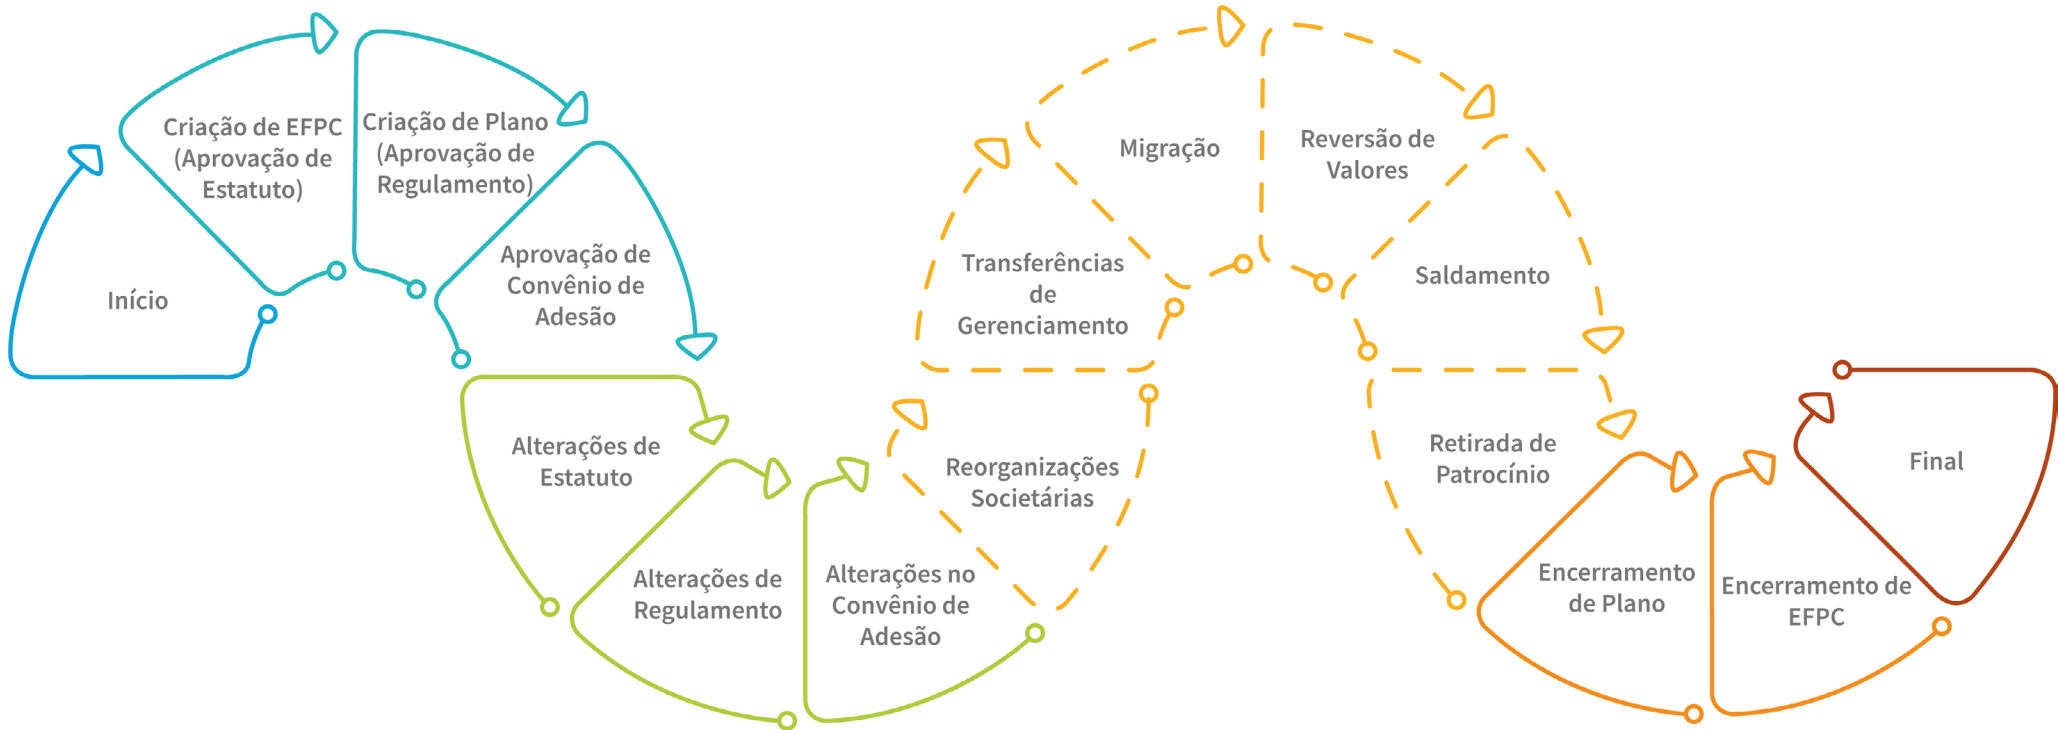 Início
Criação de EFPC
(Aprovação de
Estatuto)
Criação de Plano
(Aprovação de
Regulamento)
Aprovação de
Convênio de
Adesão
Alterações de
Estatuto
Alterações de
Regulamento
Alterações no
Convênio de
Adesão
Reorganizações
Societárias
Transferências
de
Gerenciamento
Migração
Reversão de
Valores
Saldamento
Retirada de
Patrocínio
Encerramento
de Plano
Encerramento de
EFPC
Final